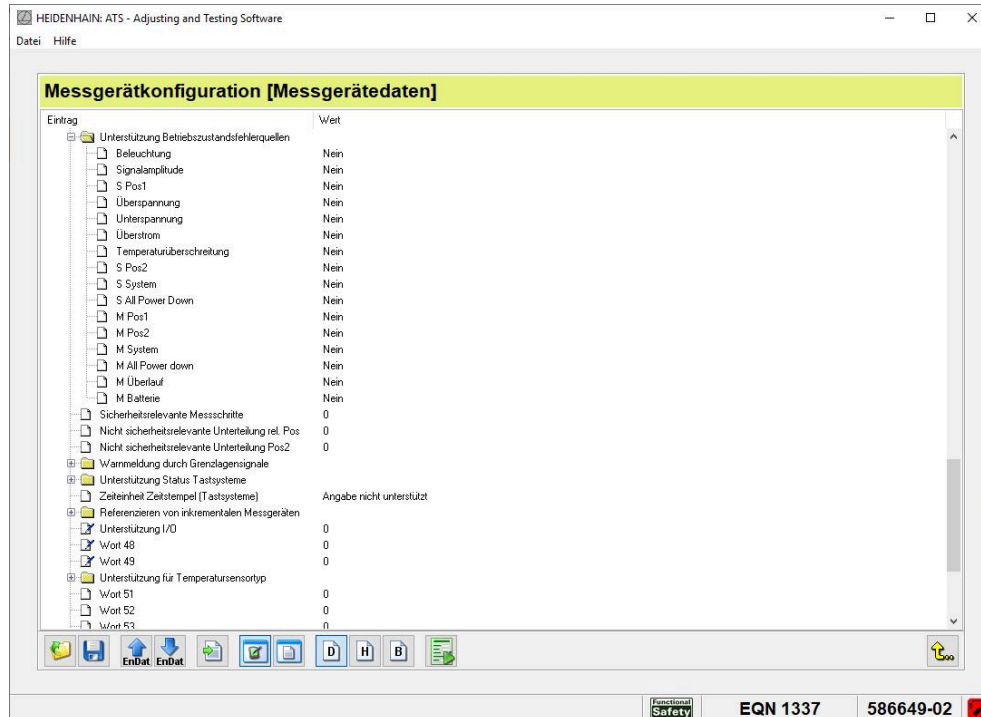 HEIDENHAIN: ATS - Adjusting and Testing Software
Datei Hilfe
Messgerätkonfiguration [Messgerätedaten]
Eintrag Wert
Unterstützung Betriebszustandsfehlerquellen
Beleuchtung Nein
Signalamplitude Nein
S Pos1 Nein
Überspannung Nein
Unterspannung Nein
Überstrom Nein
Temperaturüberschreitung Nein
S Pos2 Nein
S System Nein
S All Power Down Nein
M Pos1 Nein
M Pos2 Nein
M System Nein
M All Power down Nein
M Überlauf Nein
M Batterie Nein
Sicherheitsrelevante Messschritte 0
Nicht sicherheitsrelevante Unterteilung rel. Pos 0
Nicht sicherheitsrelevante Unterteilung Pos2 0
Warnmeldung durch Grenzlagensignale
Unterstützung Status Tastsysteme
Zeiteinheit Zeitstempel (Tastsysteme) Angabe nicht unterstützt
Referenzieren von inkrementalen Messgeräten
Unterstützung I/O 0
Wort 48 0
Wort 49 0
Unterstützung für Temperatursensortyp
Wort 51 0
Wort 52 0
Wort 53 0
EnDat EnDat D H B
Functional
Safety EQN 1337 586649-02